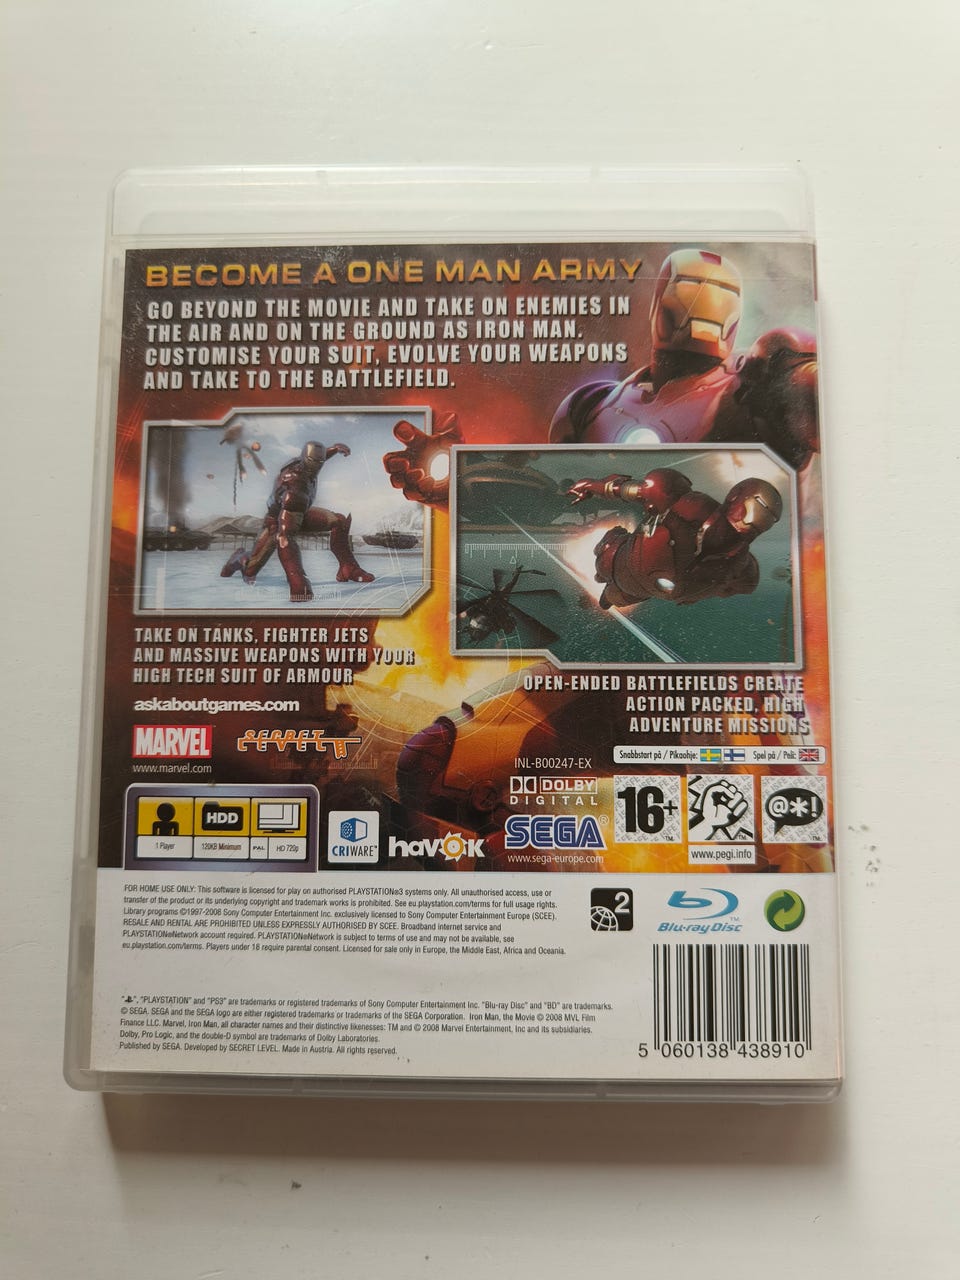 BECOME A ONE MAN ARMY
GO BEYOND THE MOVIE AND TAKE ON ENEMIES IN
THE AIR AND ON THE GROUND AS IRON MAN.
CUSTOMISE YOUR SUIT, EVOLVE YOUR WEAPONS
AND TAKE TO THE BATTLEFIELD.
TAKE ON TANKS, FIGHTER JETS
AND MASSIVE WEAPONS WITH YOUR
HIGH TECH SUIT OF ARMOUR
OPEN-ENDED BATTLEFIELDS CREATE
ACTION PACKED, HIGH
ADVENTURE MISSIONS
askaboutgames.com
MARVEL
www.marvel.com
SECRET
Snabbstart på / Pikaohje: Spel på / Peli:
INL-B00247-EX
DOLBY
DIGITAL
16+ ™
™
@*!
™
www.pegi.info
HDD
1 Player
120KB Minimum
PAL
HD 720p
CRIWARE™
havok
SEGA®
www.sega-europe.com
FOR HOME USE ONLY: This software is licensed for play on authorised PLAYSTATION®3 systems only. All unauthorised access, use or
transfer of the product or its underlying copyright and trademark works is prohibited. See eu.playstation.com/terms for full usage rights.
Library programs ©1997-2008 Sony Computer Entertainment Inc. exclusively licensed to Sony Computer Entertainment Europe (SCEE).
RESALE AND RENTAL ARE PROHIBITED UNLESS EXPRESSLY AUTHORISED BY SCEE. Broadband internet service and
PLAYSTATION®Network account required. PLAYSTATION®Network is subject to terms of use and may not be available, see
eu.playstation.com/terms. Players under 18 require parental consent. Licensed for sale only in Europe, the Middle East, Africa and Oceania.
2
Blu-ray Disc
™
"", "PLAYSTATION" and "PS3" are trademarks or registered trademarks of Sony Computer Entertainment Inc. "Blu-ray Disc" and "BD" are trademarks.
© SEGA. SEGA and the SEGA logo are either registered trademarks or trademarks of the SEGA Corporation. Iron Man, the Movie © 2008 MVL Film
Finance LLC. Marvel, Iron Man, all character names and their distinctive likenesses: TM and © 2008 Marvel Entertainment, Inc and its subsidiaries.
Dolby, Pro Logic, and the double-D symbol are trademarks of Dolby Laboratories.
Published by SEGA. Developed by SECRET LEVEL. Made in Austria. All rights reserved.
5 060138 438910